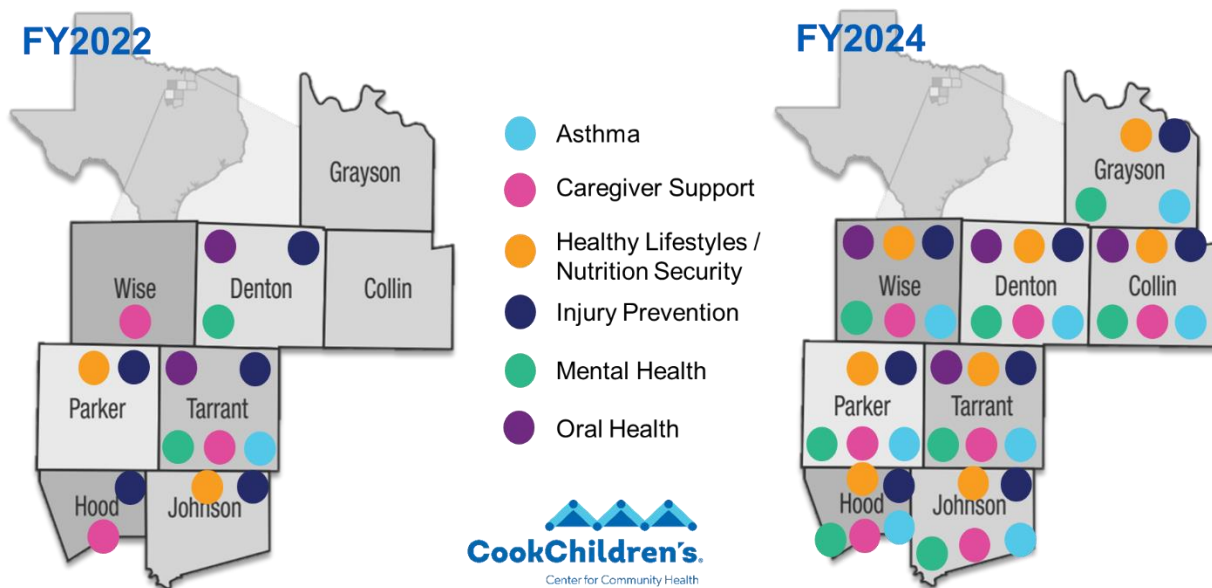 FY2022
Grayson
Wise
Denton
Collin
Parker
Tarrant
Hood
Johnson
Asthma
Caregiver Support
Healthy Lifestyles /
Nutrition Security
Injury Prevention
Mental Health
Oral Health
CookChildren's.
Center for Community Health
FY2024
Grayson
Wise
Denton
Collin
Parker
Tarrant
Hood
Johnson